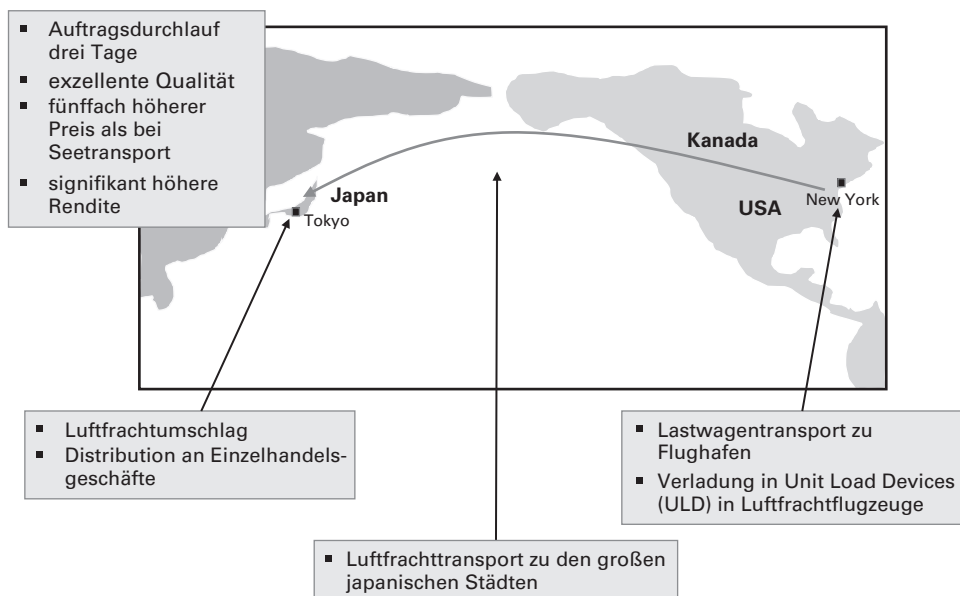 ▪ Auftragsdurchlauf
drei Tage
▪ exzellente Qualität
▪ fünffach höherer
Preis als bei
Seetransport
▪ signifikant höhere
Rendite
Kanada
Japan
USA
New York
Tokyo
▪ Luftfrachtumschlag
▪ Distribution an Einzelhandels-
geschäfte
▪ Lastwagentransport zu
Flughafen
▪ Verladung in Unit Load Devices
(ULD) in Luftfrachtflugzeuge
▪ Luftfrachttransport zu den großen
japanischen Städten